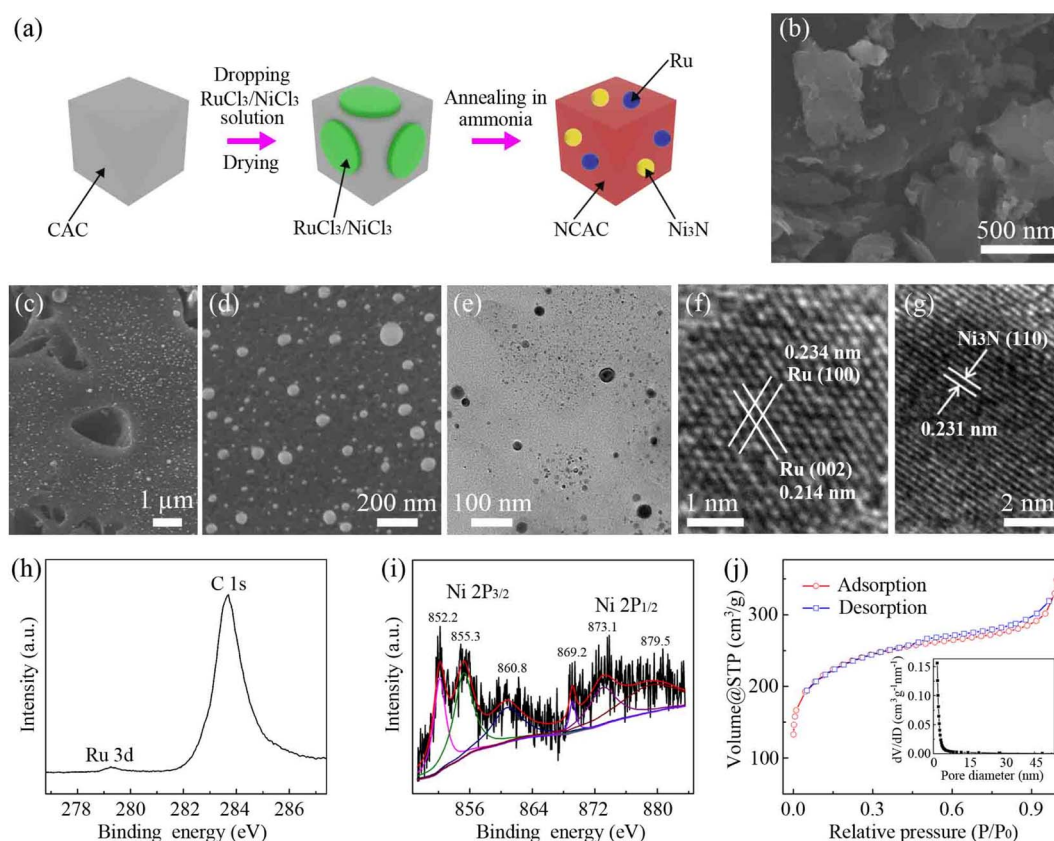 (a)
Dropping
RuCl₃/NiCl₃
solution
Drying
Annealing in
ammonia
Ru
CAC
RuCl₃/NiCl₃
NCAC
Ni₃N
(b)
500 nm
(c)
1 μm
(d)
200 nm
(e)
100 nm
(f)
0.234 nm
Ru (100)
Ru (002)
0.214 nm
1 nm
(g)
Ni₃N (110)
0.231 nm
2 nm
(h)
C 1s
Ru 3d
Intensity (a.u.)
278 280 282 284 286
Binding energy (eV)
(i)
Ni 2P₃/₂
Ni 2P₁/₂
852.2
855.3
860.8
869.2
873.1
879.5
Intensity (a.u.)
856 864 872 880
Binding energy (eV)
(j)
Adsorption
Desorption
Volume@STP (cm³/g)
300
200
100
0.0 0.3 0.6 0.9
Relative pressure (P/P₀)
dV/dD (cm³ g⁻¹ nm⁻¹)
0.15
0.10
0.05
0.00
15 30 45
Pore diameter (nm)